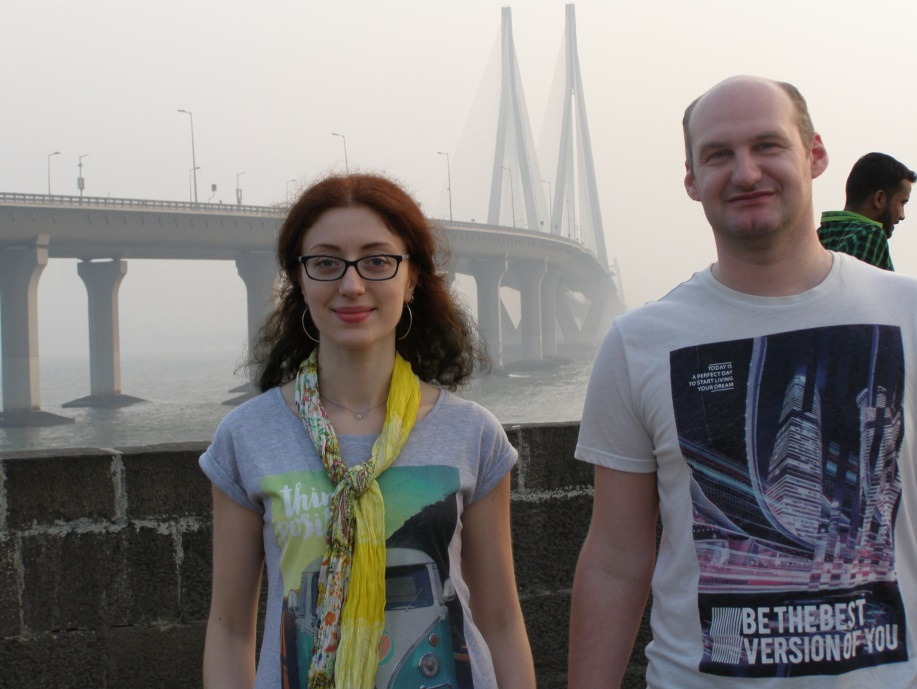 TODAY IS
A PERFECT DAY
TO START LIVING
YOUR DREAM
BE THE BEST
VERSION OF YOU